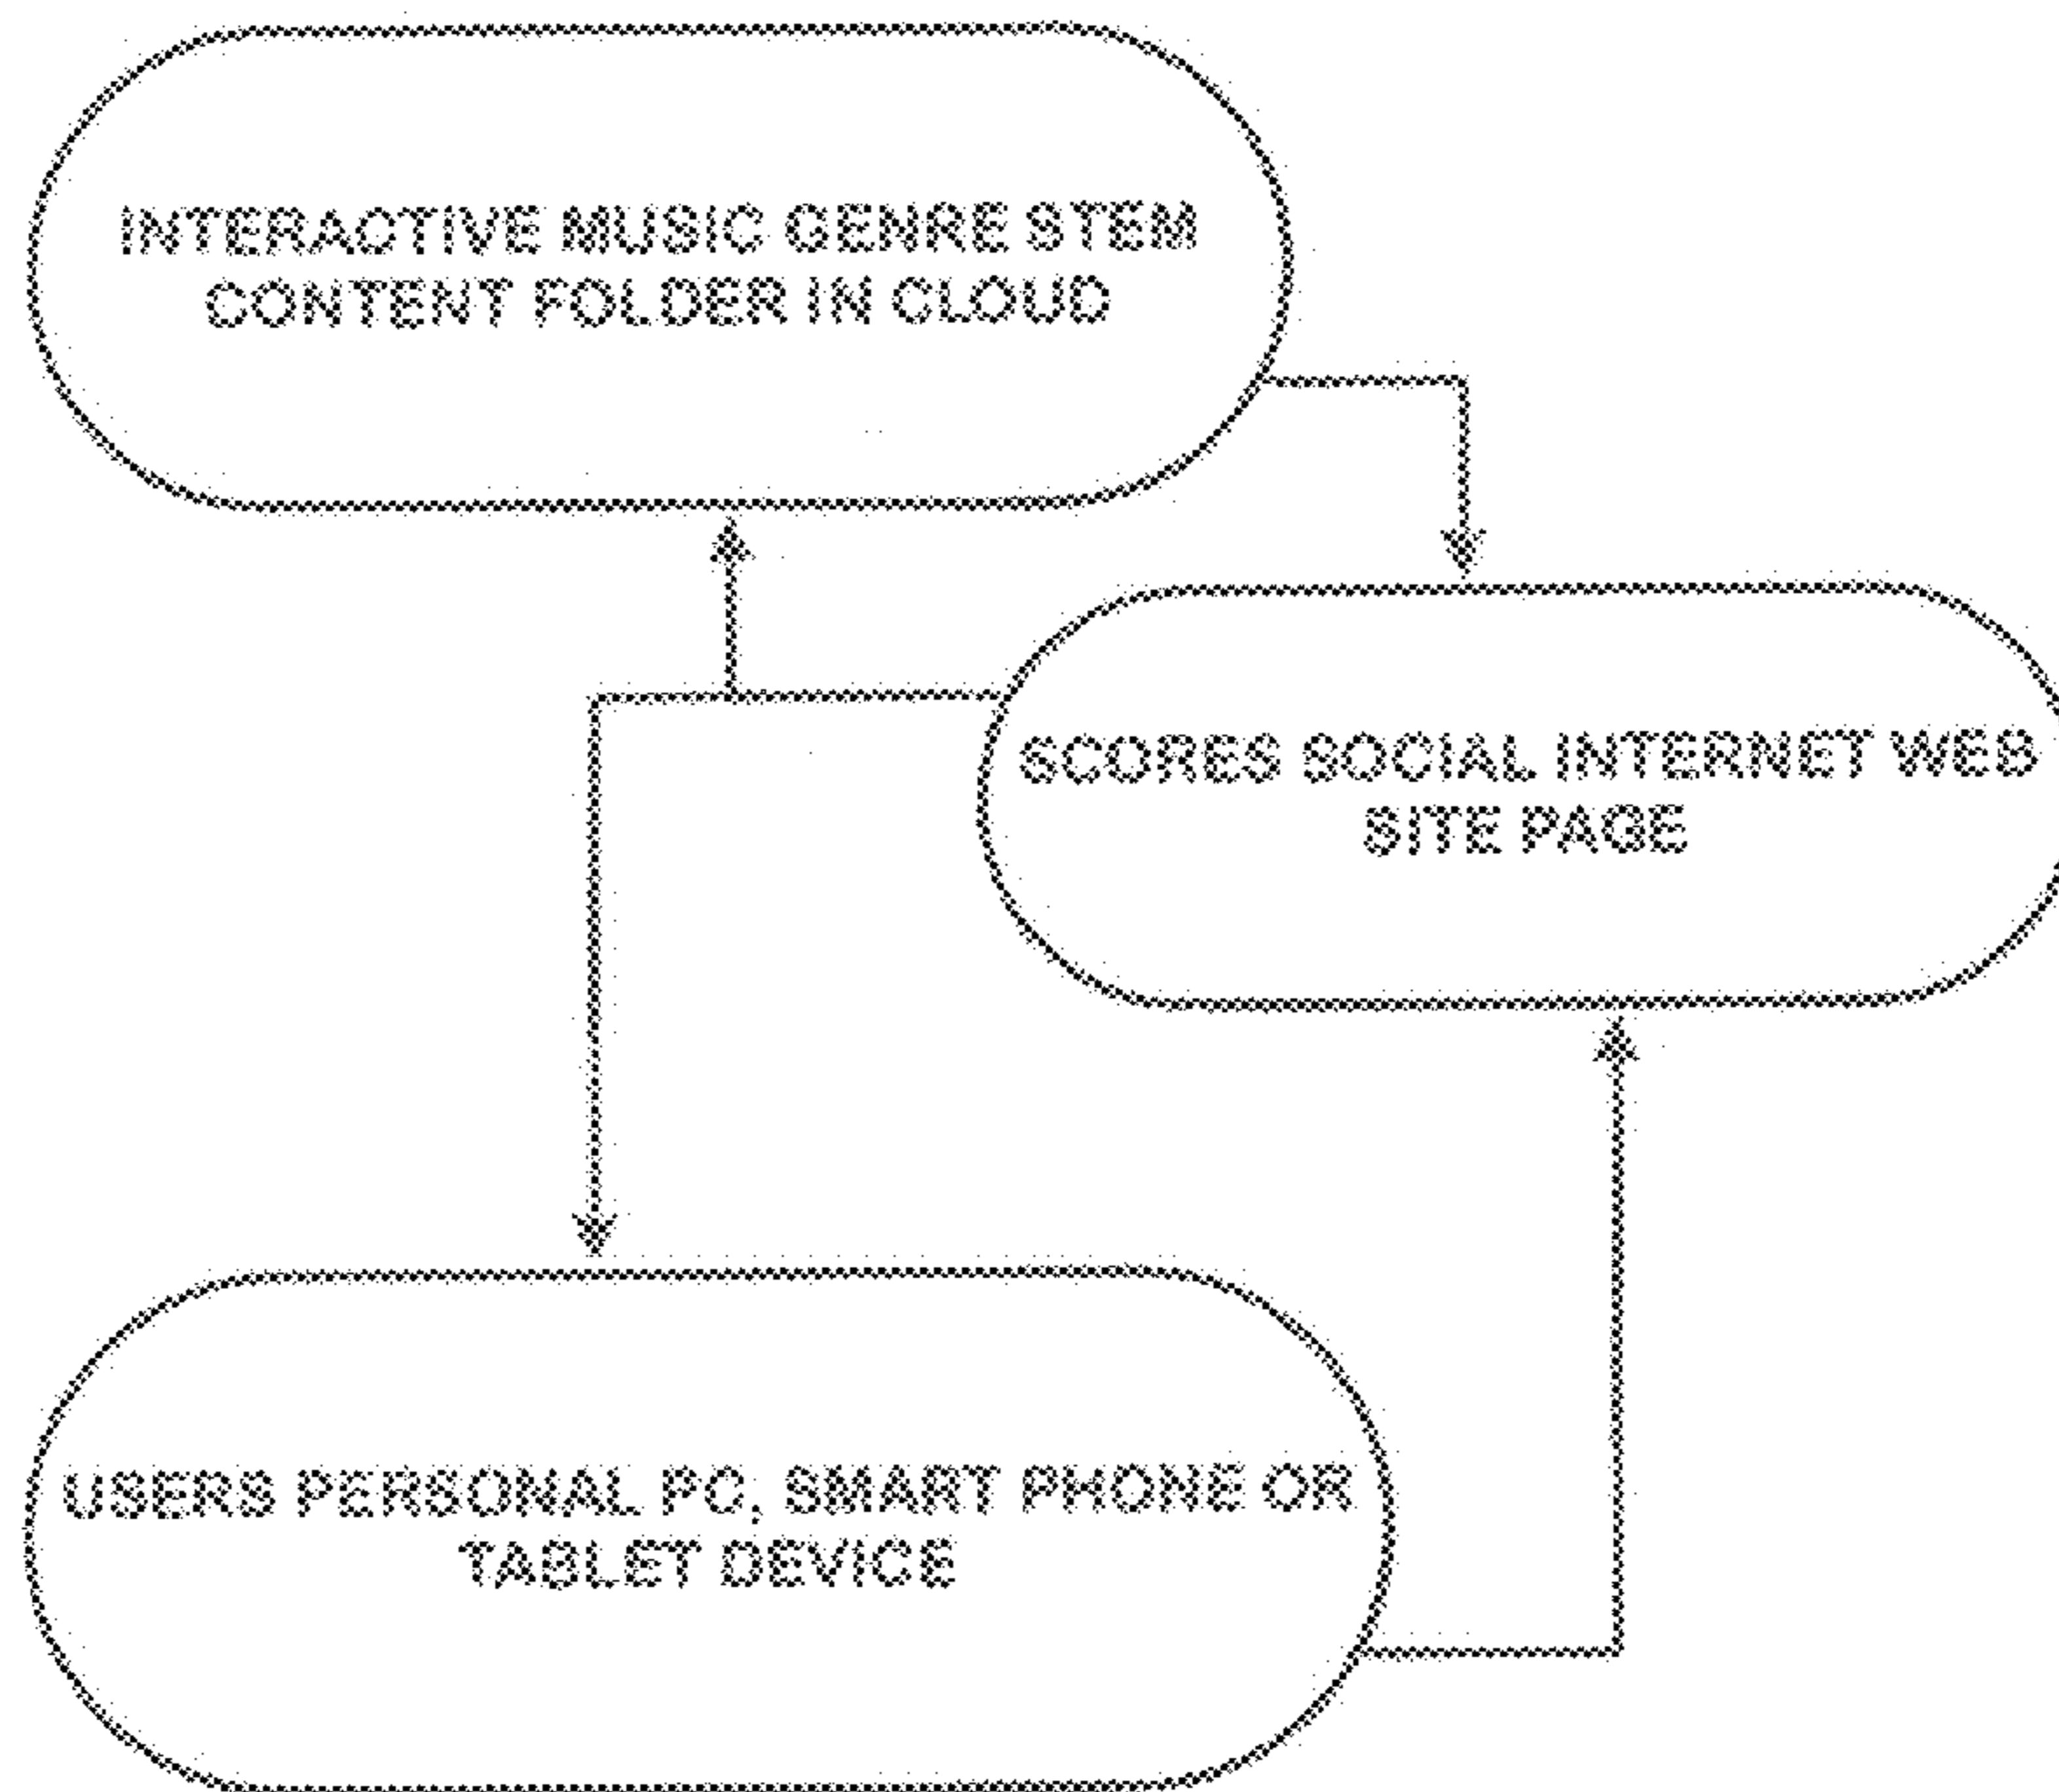 INTERACTIVE MUSIC GENRE STEM
CONTENT FOLDER IN CLOUD
SCORES SOCIAL INTERNET WEB
SITE PAGE
USERS PERSONAL PC, SMART PHONE OR
TABLET DEVICE